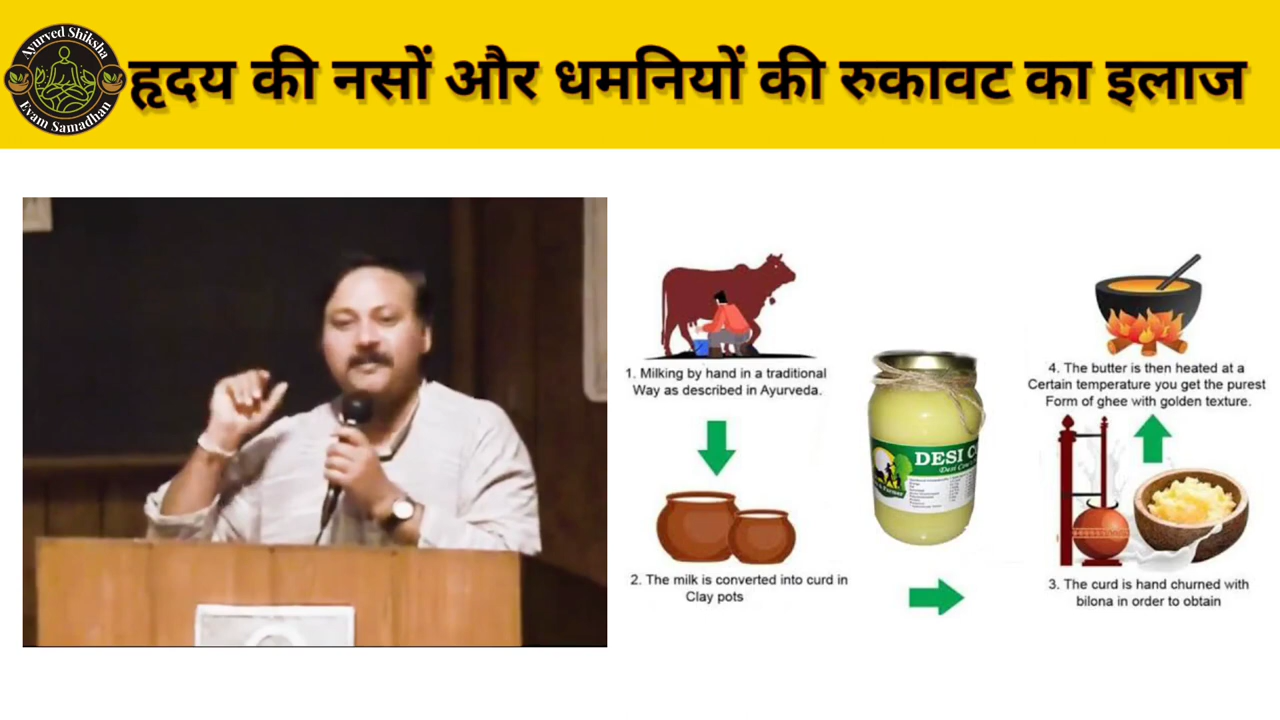 Ayurved Shiksha
Evam Samadhan
हृदय की नसों और धमनियों की रुकावट का इलाज
1. Milking by hand in a traditional
Way as described in Ayurveda.
2. The milk is converted into curd in
Clay pots
DESI
3. The curd is hand churned with
bilona in order to obtain
4. The butter is then heated at a
Certain temperature you get the purest
Form of ghee with golden texture.